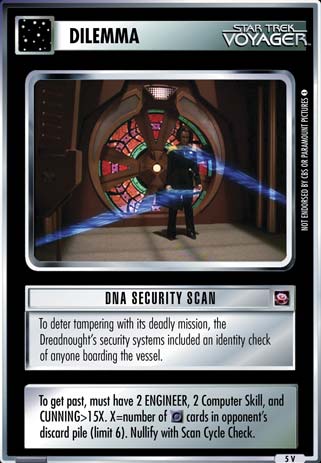 DILEMMA
STAR TREK
VOYAGER™
NOT ENDORSED BY CBS OR PARAMOUNT PICTURES
DNA SECURITY SCAN
To deter tampering with its deadly mission, the
Dreadnought's security systems included an identity check
of anyone boarding the vessel.
To get past, must have 2 ENGINEER, 2 Computer Skill, and
CUNNING>15X. X=number of cards in opponent's
discard pile (limit 6). Nullify with Scan Cycle Check.
5 V